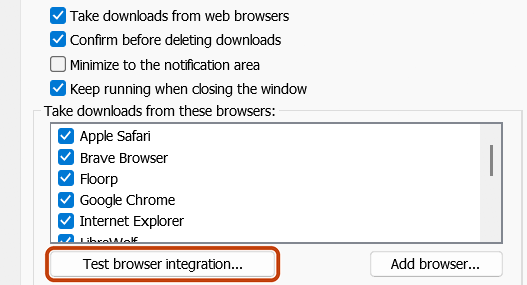 Take downloads from web browsers
Confirm before deleting downloads
Minimize to the notification area
Keep running when closing the window
Take downloads from these browsers:
Apple Safari
Brave Browser
Floorp
Google Chrome
Internet Explorer
LibreWolf
Test browser integration...
Add browser...